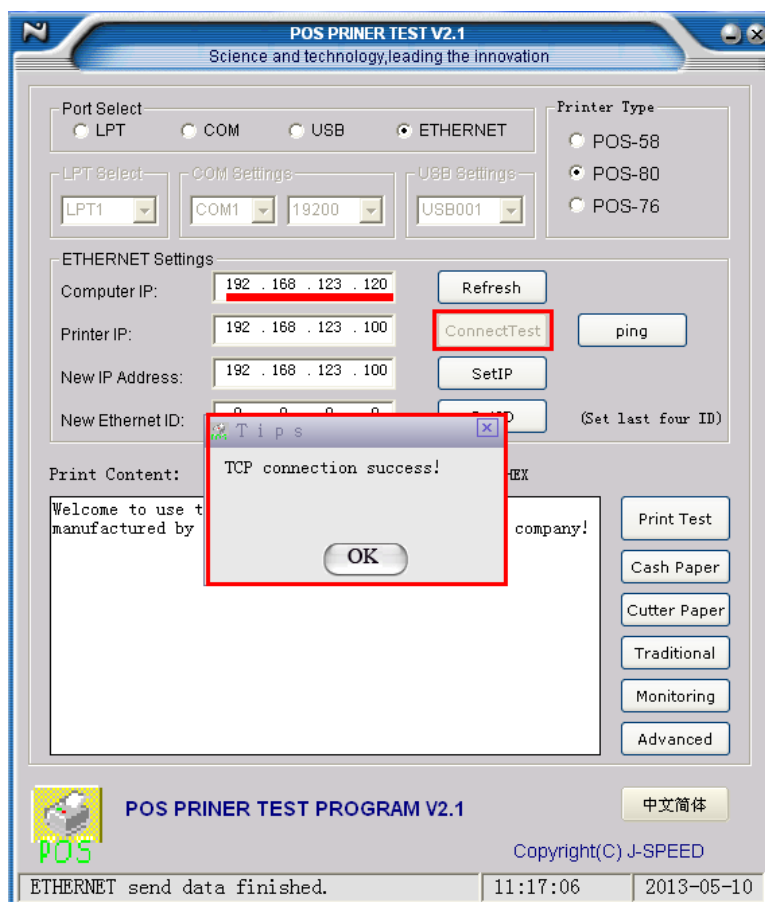 POS PRINER TEST V2.1
Science and technology,leading the innovation
Port Select
LPT COM USB ETHERNET
Printer Type
POS-58
POS-80
POS-76
LPT Select COM Settings USB Settings
LPT1 COM1 19200 USB001
ETHERNET Settings
Computer IP: 192 . 168 . 123 . 120 Refresh
Printer IP: 192 . 168 . 123 . 100 ConnectTest ping
New IP Address: 192 . 168 . 123 . 100 SetIP
New Ethernet ID: (Set last four ID)
Tips
TCP connection success!
OK
Print Content: HEX
Welcome to use t
manufactured by company!
Print Test
Cash Paper
Cutter Paper
Traditional
Monitoring
Advanced
POS
POS PRINER TEST PROGRAM V2.1
中文简体
Copyright(C) J-SPEED
ETHERNET send data finished. 11:17:06 2013-05-10